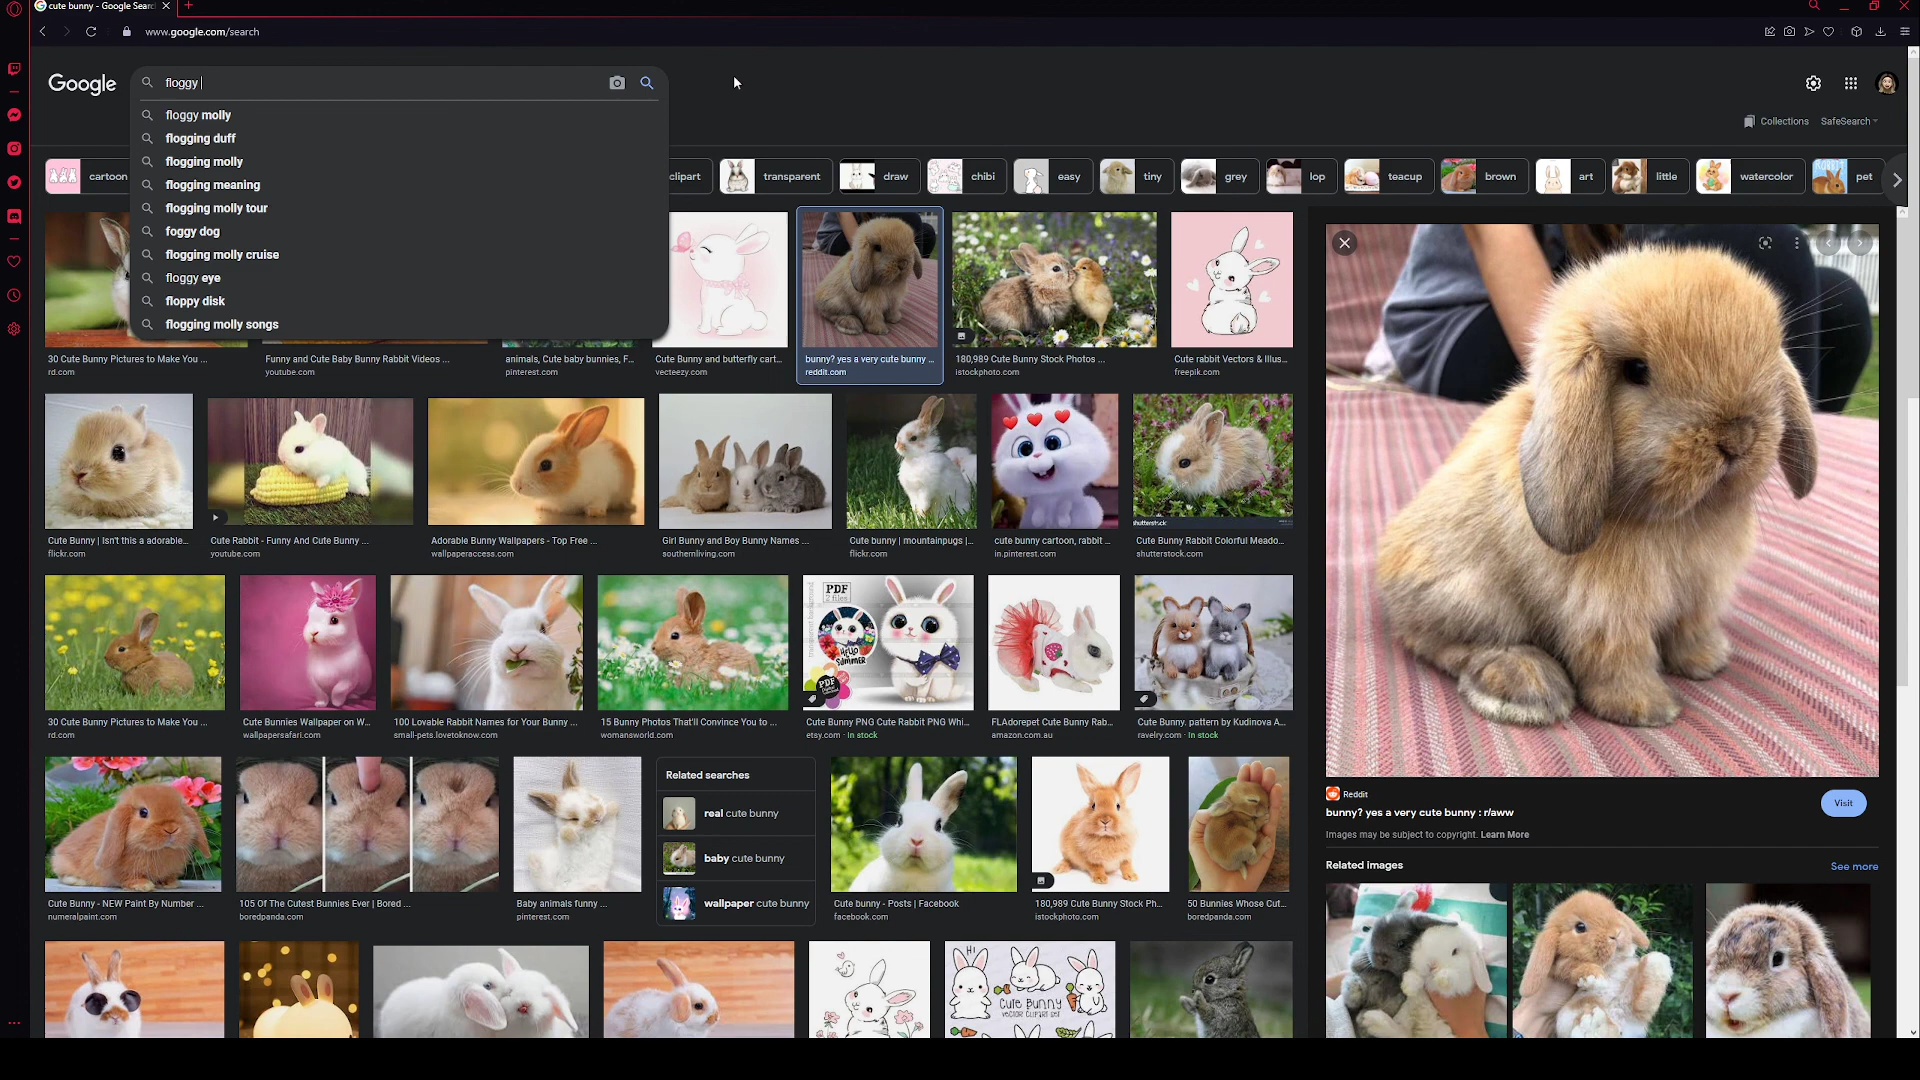 cute bunny - Google Searc
www.google.com/search
Google
floggy
floggy molly
flogging duff
flogging molly
flogging meaning
flogging molly tour
foggy dog
flogging molly cruise
floggy eye
floppy disk
flogging molly songs
Collections SafeSearch
cartoon
clipart
transparent
draw
chibi
easy
tiny
grey
lop
teacup
brown
art
little
watercolor
pet
30 Cute Bunny Pictures to Make You ...
rd.com
Funny and Cute Baby Bunny Rabbit Videos ...
youtube.com
animals, Cute baby bunnies, F...
pinterest.com
Cute Bunny and butterfly cart...
vecteezy.com
bunny? yes a very cute bunny ...
reddit.com
180,989 Cute Bunny Stock Photos ...
istockphoto.com
Cute rabbit Vectors & Illus...
freepik.com
shutterstock
Cute Bunny | Isn't this a adorable...
flickr.com
Cute Rabbit - Funny And Cute Bunny ...
youtube.com
Adorable Bunny Wallpapers - Top Free ...
wallpaperaccess.com
Girl Bunny and Boy Bunny Names ...
southernliving.com
Cute bunny | mountainpugs |...
flickr.com
cute bunny cartoon, rabbit ...
in.pinterest.com
Cute Bunny Rabbit Colorful Meado...
shutterstock.com
PDF
2 files
transparent background
HELLO
SUMMER
PDF
30 Cute Bunny Pictures to Make You ...
rd.com
Cute Bunnies Wallpaper on W...
wallpapersafari.com
100 Lovable Rabbit Names for Your Bunny ...
small-pets.lovetoknow.com
15 Bunny Photos That'll Convince You to ...
womansworld.com
Cute Bunny PNG Cute Rabbit PNG Whi...
etsy.com · In stock
FLAdorepet Cute Bunny Rab...
amazon.com.au
Cute Bunny. pattern by Kudinova A...
ravelry.com · In stock
Related searches
real cute bunny
baby cute bunny
wallpaper cute bunny
Cute Bunny - NEW Paint By Number ...
numeralpaint.com
105 Of The Cutest Bunnies Ever | Bored ...
boredpanda.com
Baby animals funny ...
pinterest.com
Cute bunny - Posts | Facebook
facebook.com
180,989 Cute Bunny Stock Ph...
istockphoto.com
50 Bunnies Whose Cut...
boredpanda.com
HI
CUTE BUNNY
VECTOR CLIPART SET
Reddit
bunny? yes a very cute bunny : r/aww
Visit
Images may be subject to copyright. Learn More
Related images
See more